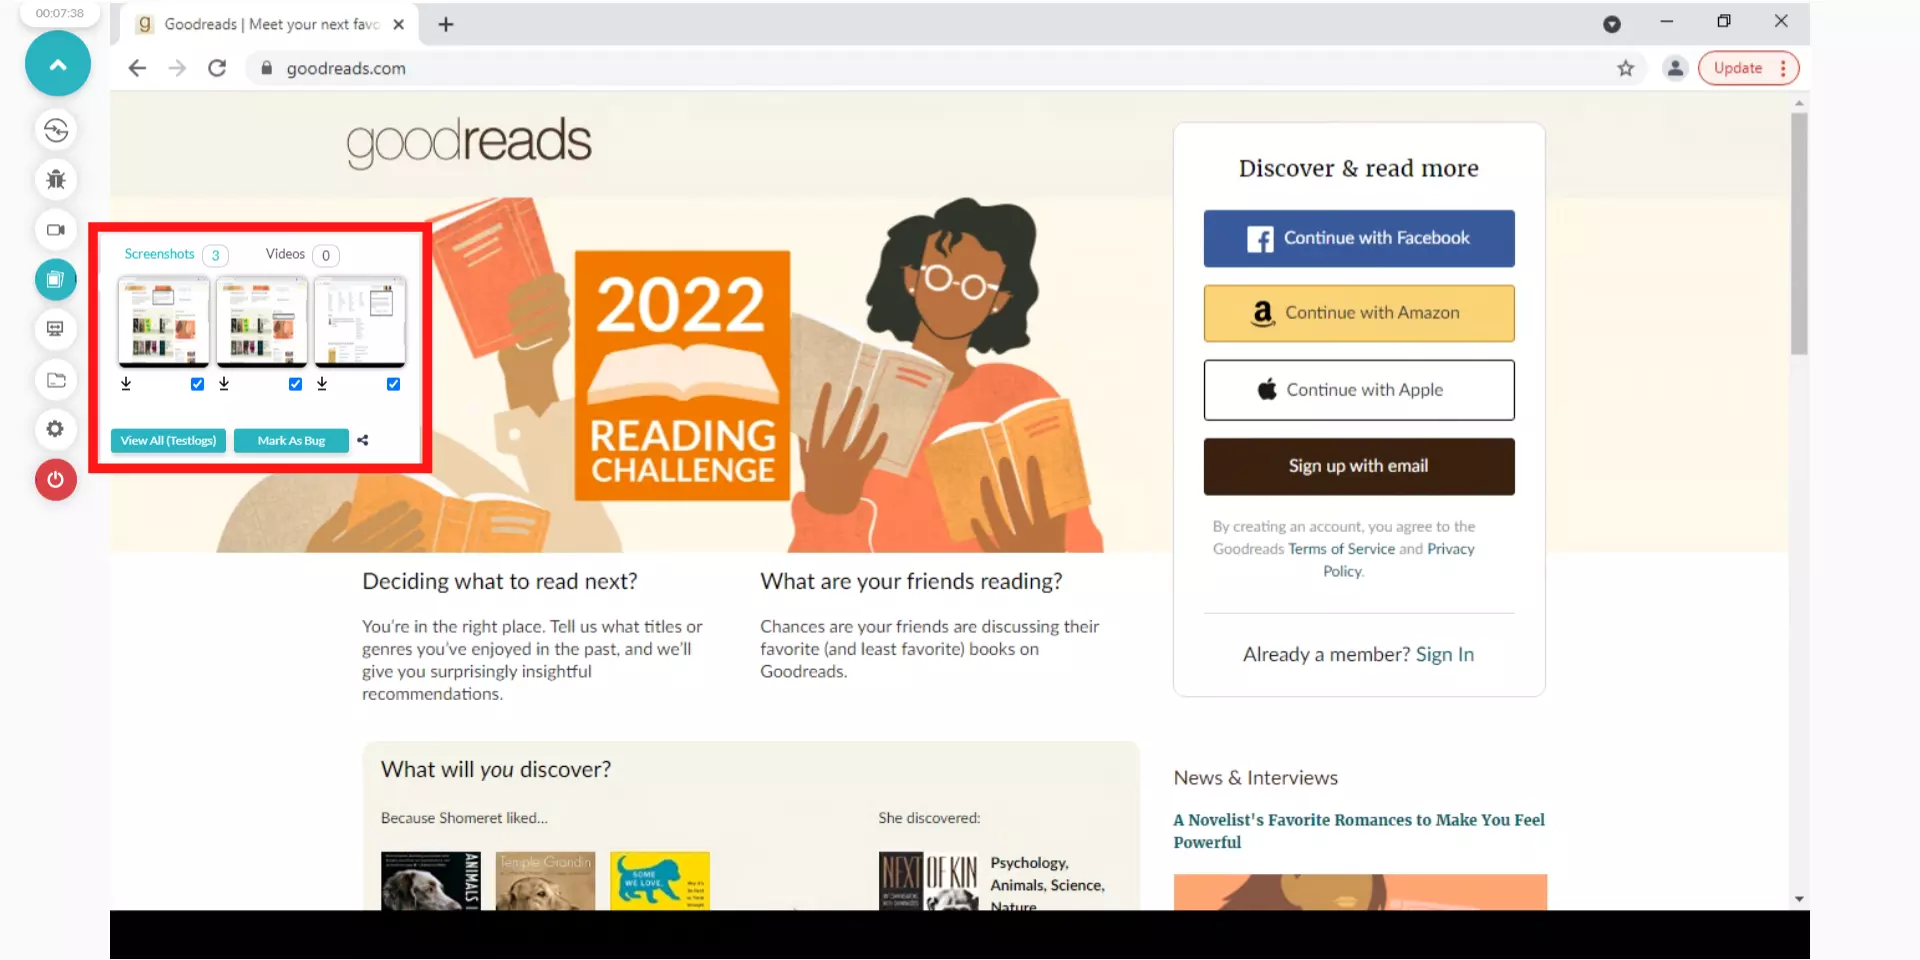 00:07:38
g Goodreads | Meet your next favo
goodreads.com
Update
goodreads
Screenshots 3 Videos 0
View All (Testlogs) Mark As Bug
2022
READING
CHALLENGE
Discover & read more
Continue with Facebook
Continue with Amazon
Continue with Apple
Sign up with email
By creating an account, you agree to the
Goodreads Terms of Service and Privacy
Policy.
Already a member? Sign In
Deciding what to read next?
You're in the right place. Tell us what titles or
genres you've enjoyed in the past, and we'll
give you surprisingly insightful
recommendations.
What are your friends reading?
Chances are your friends are discussing their
favorite (and least favorite) books on
Goodreads.
What will you discover?
Because Shomeret liked...
ANIMALS
Temple Grandin
SOME
WE LOVE,
She discovered:
NEXT OF KIN
Psychology,
Animals, Science,
Nature
News & Interviews
A Novelist's Favorite Romances to Make You Feel
Powerful